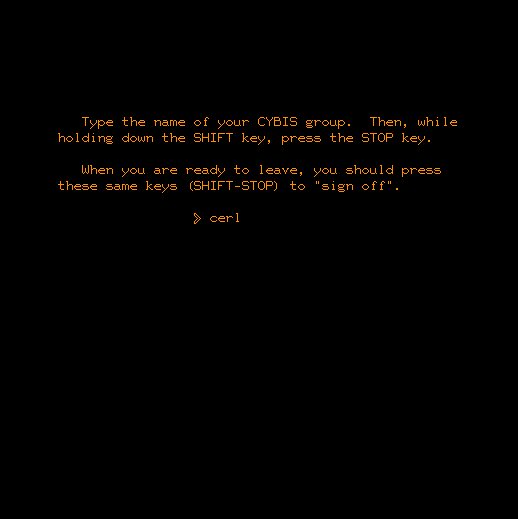 Type the name of your CYBIS group.  Then, while
holding down the SHIFT key, press the STOP key.
When you are ready to leave, you should press
these same keys (SHIFT-STOP) to "sign off".
> cerl